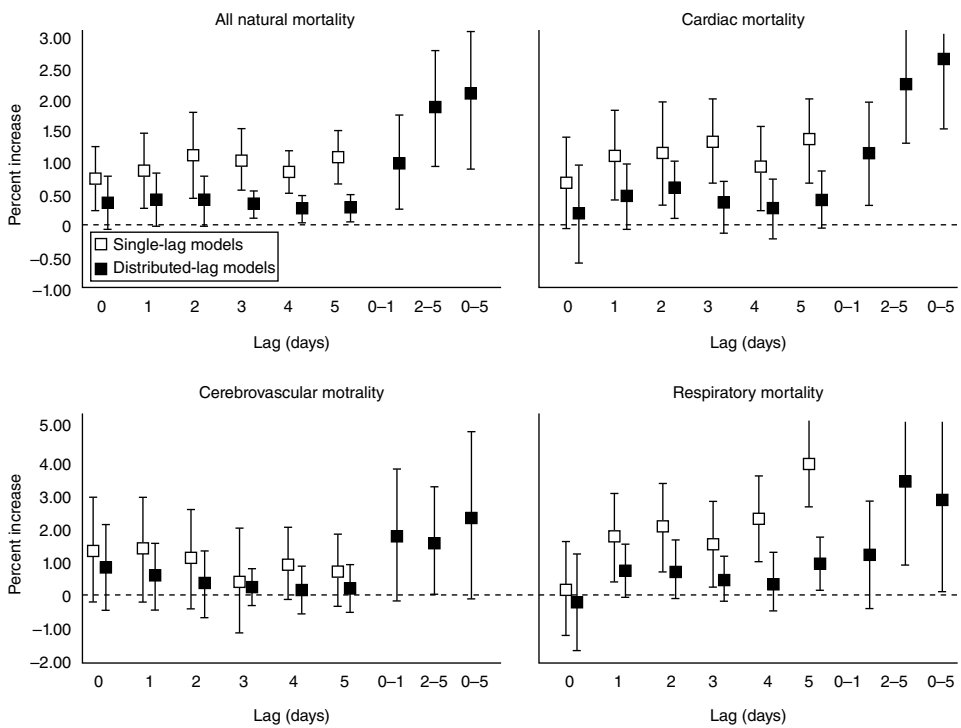 All natural mortality
3.00
2.50
2.00
1.50
1.00
0.50
0
−0.50
−1.00
Percent increase
Single-lag models
Distributed-lag models
0 1 2 3 4 5 0–1 2–5 0–5
Lag (days)
Cardiac mortality
0 1 2 3 4 5 0–1 2–5 0–5
Lag (days)
Cerebrovascular motrality
5.00
4.00
3.00
2.00
1.00
0
−1.00
−2.00
Percent increase
0 1 2 3 4 5 0–1 2–5 0–5
Lag (days)
Respiratory mortality
0 1 2 3 4 5 0–1 2–5 0–5
Lag (days)